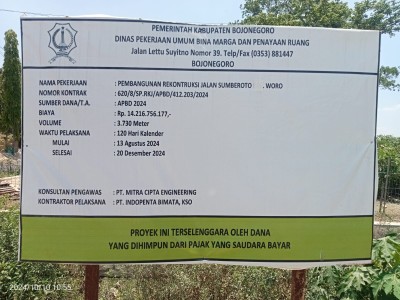 PEMERINTAH KABUPATEN BOJONEGORO
DINAS PEKERJAAN UMUM BINA MARGA DAN PENAYAAN RUANG
Jalan Lettu Suyitno Nomor 39. Telp/Fax (0353) 881447
BOJONEGORO
NAMA PEKERJAAN : PEMBANGUNAN REKONTRUKSI JALAN SUMBEROTO . WORO
NOMOR KONTRAK : 620/8/SP.RKJ/APBD/412.203/2024
SUMBER DANA/T.A. : APBD 2024
BIAYA : Rp. 14.216.756.177,-
VOLUME : 3.730 Meter
WAKTU PELAKSANA : 120 Hari Kalender
MULAI : 13 Agustus 2024
SELESAI : 20 Desember 2024
KONSULTAN PENGAWAS : PT. MITRA CIPTA ENGINEERING
KONTRAKTOR PELAKSANA : PT. INDOPENTA BIMATA, KSO
PROYEK INI TERSELENGGARA OLEH DANA
YANG DIHIMPUN DARI PAJAK YANG SAUDARA BAYAR
2024/10/10 10:55